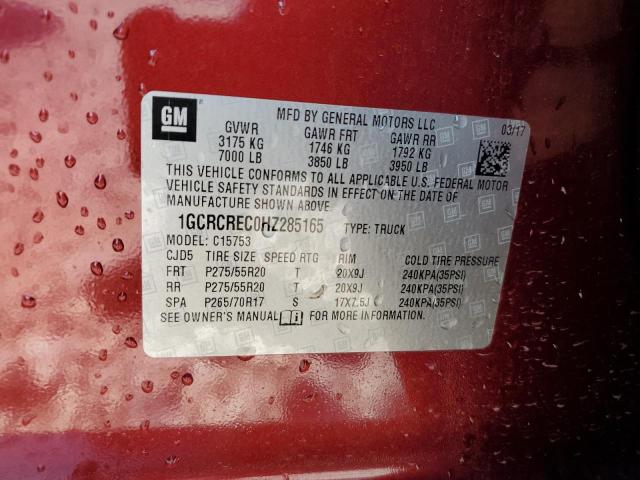 GM
MFD BY GENERAL MOTORS LLC
03/17
GVWR GAWR FRT GAWR RR
3175 KG 1746 KG 1792 KG
7000 LB 3850 LB 3950 LB
THIS VEHICLE CONFORMS TO ALL APPLICABLE U.S. FEDERAL MOTOR
VEHICLE SAFETY STANDARDS IN EFFECT ON THE DATE OF
MANUFACTURE SHOWN ABOVE.
1GCRCREC0HZ285165 TYPE: TRUCK
MODEL: C15753
CJD5 TIRE SIZE SPEED RTG RIM COLD TIRE PRESSURE
FRT P275/55R20 T 20X9J 240KPA(35PSI)
RR P275/55R20 T 20X9J 240KPA(35PSI)
SPA P265/70R17 S 17X7.5J 240KPA(35PSI)
SEE OWNER'S MANUAL FOR MORE INFORMATION.